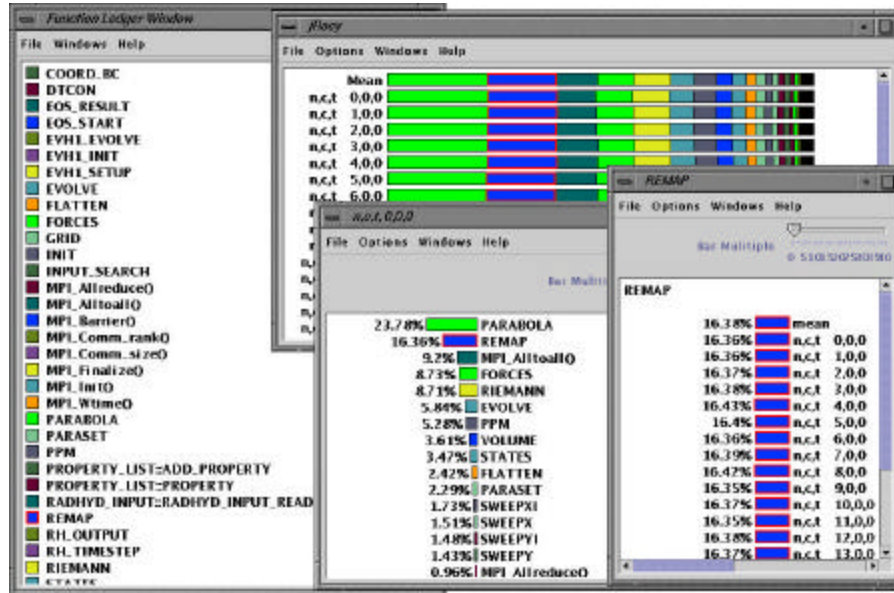 Function Ledger Window
File Windows Help
COORD_BC
DTCON
EOS_RESULT
EOS_START
EVH1_EVOLVE
EVH1_INIT
EVH1_SETUP
EVOLVE
FLATTEN
FORCES
GRID
INIT
INPUT_SEARCH
MPI_Allreduce()
MPI_Alltoall()
MPI_Barrier()
MPI_Comm_rank()
MPI_Comm_size()
MPI_Finalize()
MPI_Init()
MPI_Wtime()
PARABOLA
PARASET
PPM
PROPERTY_LIST::ADD_PROPERTY
PROPERTY_LIST::PROPERTY
RADHYD_INPUT::RADHYD_INPUT_READ
REMAP
RH_OUTPUT
RH_TIMESTEP
RIEMANN
STATES
jRacy
File Options Windows Help
Mean
n,c,t 0,0,0
n,c,t 1,0,0
n,c,t 2,0,0
n,c,t 3,0,0
n,c,t 4,0,0
n,c,t 5,0,0
n,c,t 6,0,0
n,c,t, 0,0,0
File Options Windows Help
23.78% PARABOLA
16.36% REMAP
9.2% MPI_Alltoall()
8.73% FORCES
8.71% RIEMANN
5.84% EVOLVE
5.28% PPM
3.61% VOLUME
3.47% STATES
2.42% FLATTEN
2.29% PARASET
1.73% SWEEPXI
1.51% SWEEPX
1.48% SWEEPYI
1.43% SWEEPY
0.96% MPI_Allreduce()
REMAP
File Options Windows Help
Bar Multiple
REMAP
16.38% mean
16.36% n,c,t 0,0,0
16.36% n,c,t 1,0,0
16.37% n,c,t 2,0,0
16.38% n,c,t 3,0,0
16.43% n,c,t 4,0,0
16.4% n,c,t 5,0,0
16.36% n,c,t 6,0,0
16.39% n,c,t 7,0,0
16.42% n,c,t 8,0,0
16.35% n,c,t 9,0,0
16.37% n,c,t 10,0,0
16.35% n,c,t 11,0,0
16.38% n,c,t 12,0,0
16.37% n,c,t 13,0,0